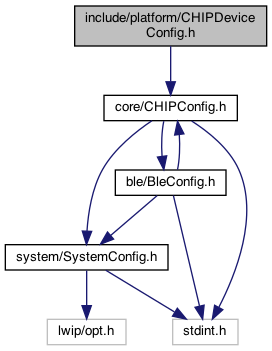 include/platform/CHIPDevice
Config.h
core/CHIPConfig.h
ble/BleConfig.h
system/SystemConfig.h
lwip/opt.h
stdint.h